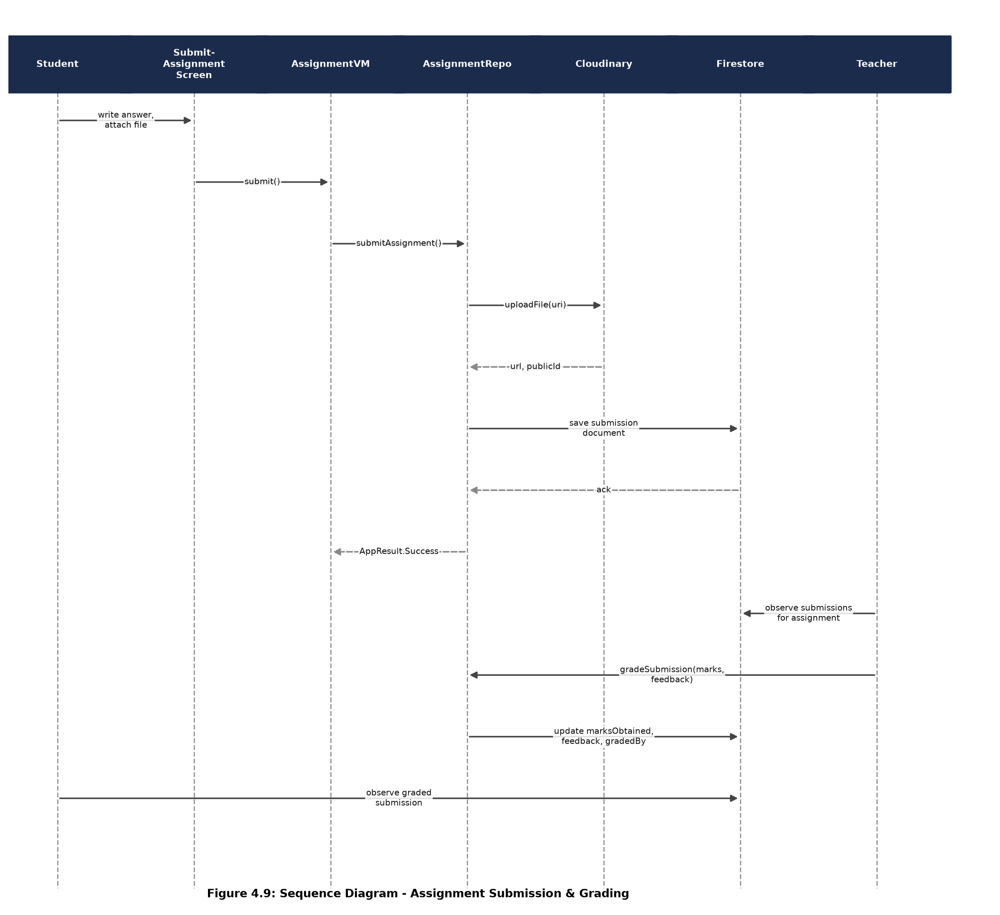 Student
Submit-
Assignment
Screen
AssignmentVM
AssignmentRepo
Cloudinary
Firestore
Teacher
write answer,
attach file
submit()
submitAssignment()
uploadFile(uri)
url, publicId
save submission
document
ack
AppResult.Success
observe submissions
for assignment
gradeSubmission(marks,
feedback)
update marksObtained,
feedback, gradedBy
observe graded
submission
Figure 4.9: Sequence Diagram - Assignment Submission & Grading